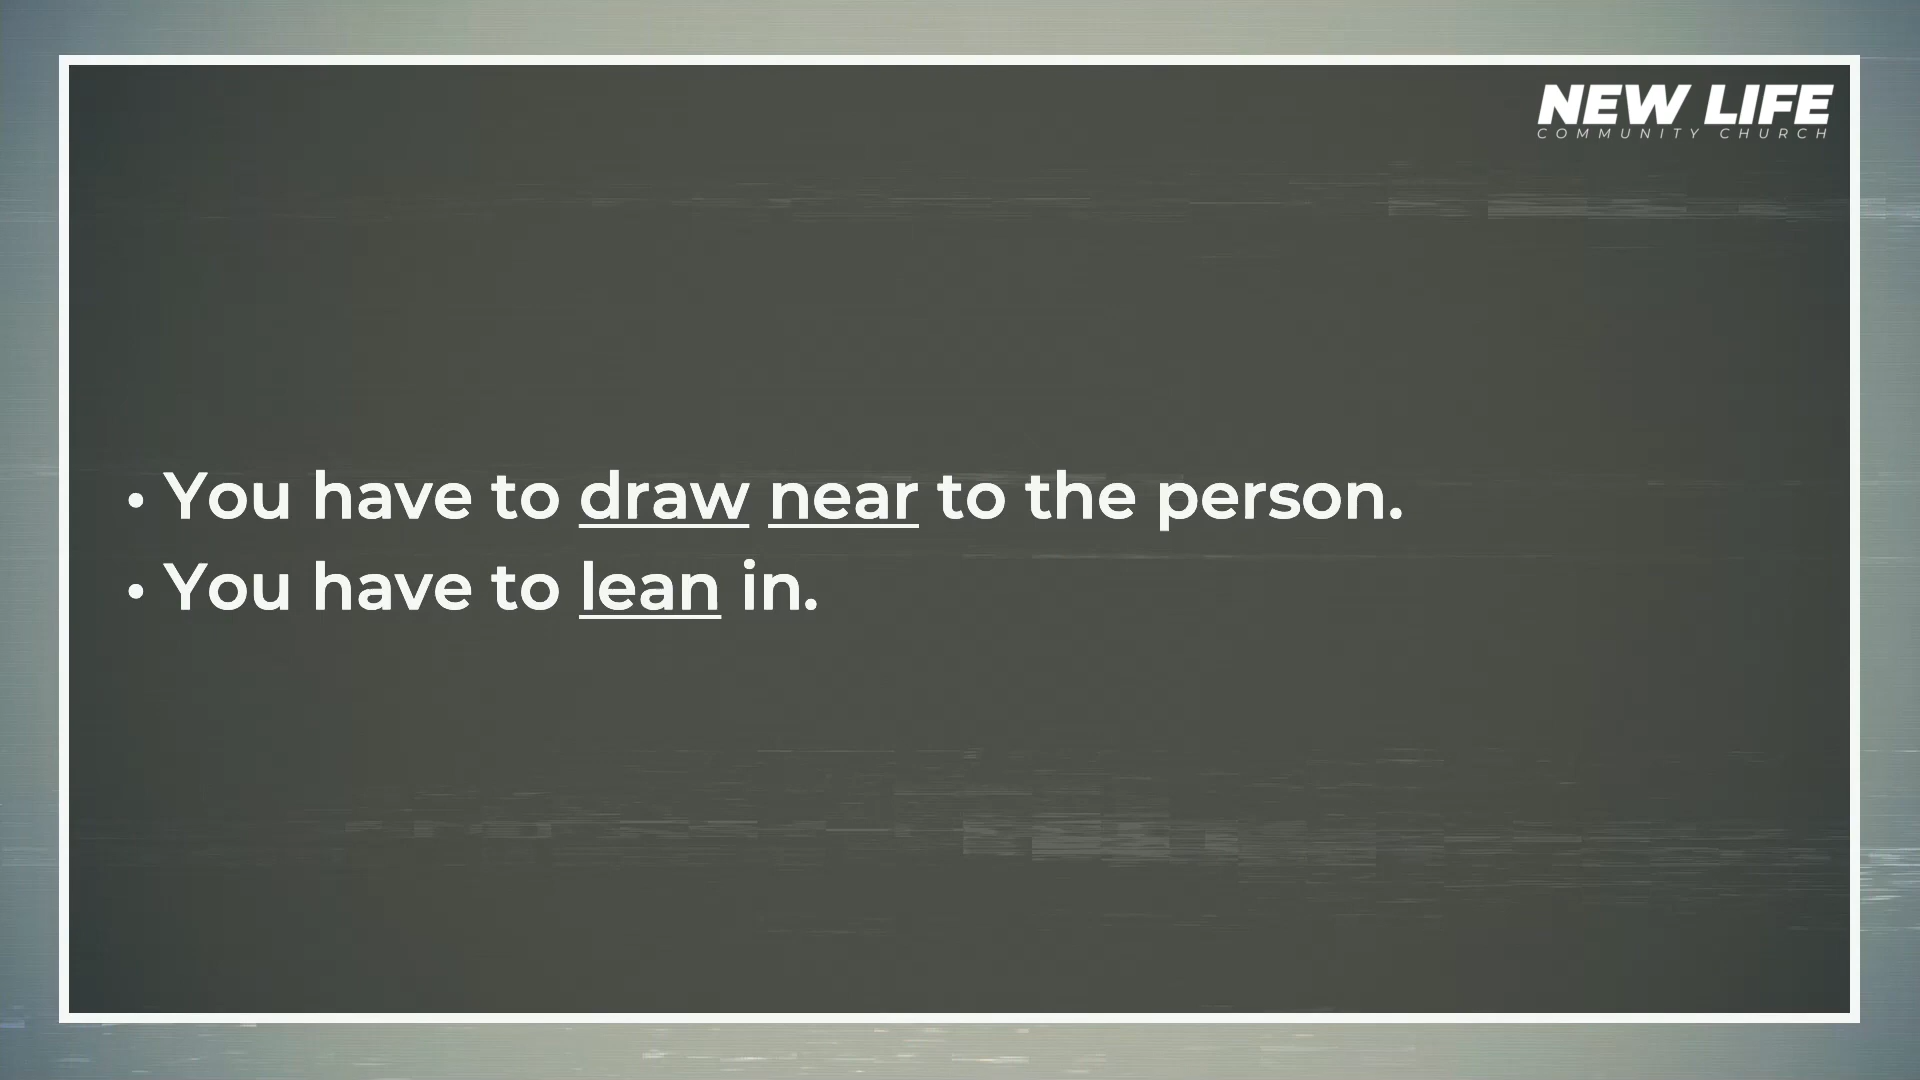 NEW LIFE
COMMUNITY CHURCH
• You have to draw near to the person.
• You have to lean in.